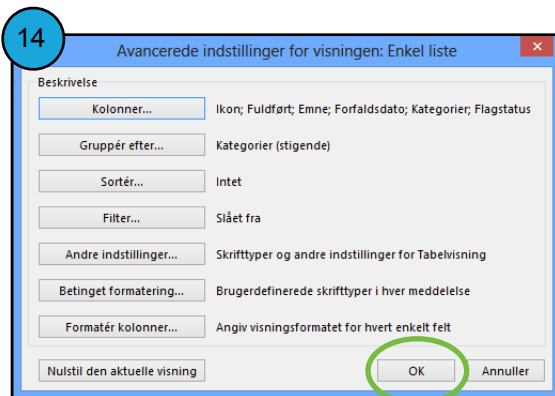 14
Avancerede indstillinger for visningen: Enkel liste
Beskrivelse
Kolonner... Ikon; Fuldført; Emne; Forfaldsdato; Kategorier; Flagstatus
Gruppér efter... Kategorier (stigende)
Sortér... Intet
Filter... Slået fra
Andre indstillinger... Skrifttyper og andre indstillinger for Tabelvisning
Betinget formatering... Brugerdefinerede skrifttyper i hver meddelelse
Formatér kolonner... Angiv visningsformatet for hvert enkelt felt
Nulstil den aktuelle visning OK Annuller